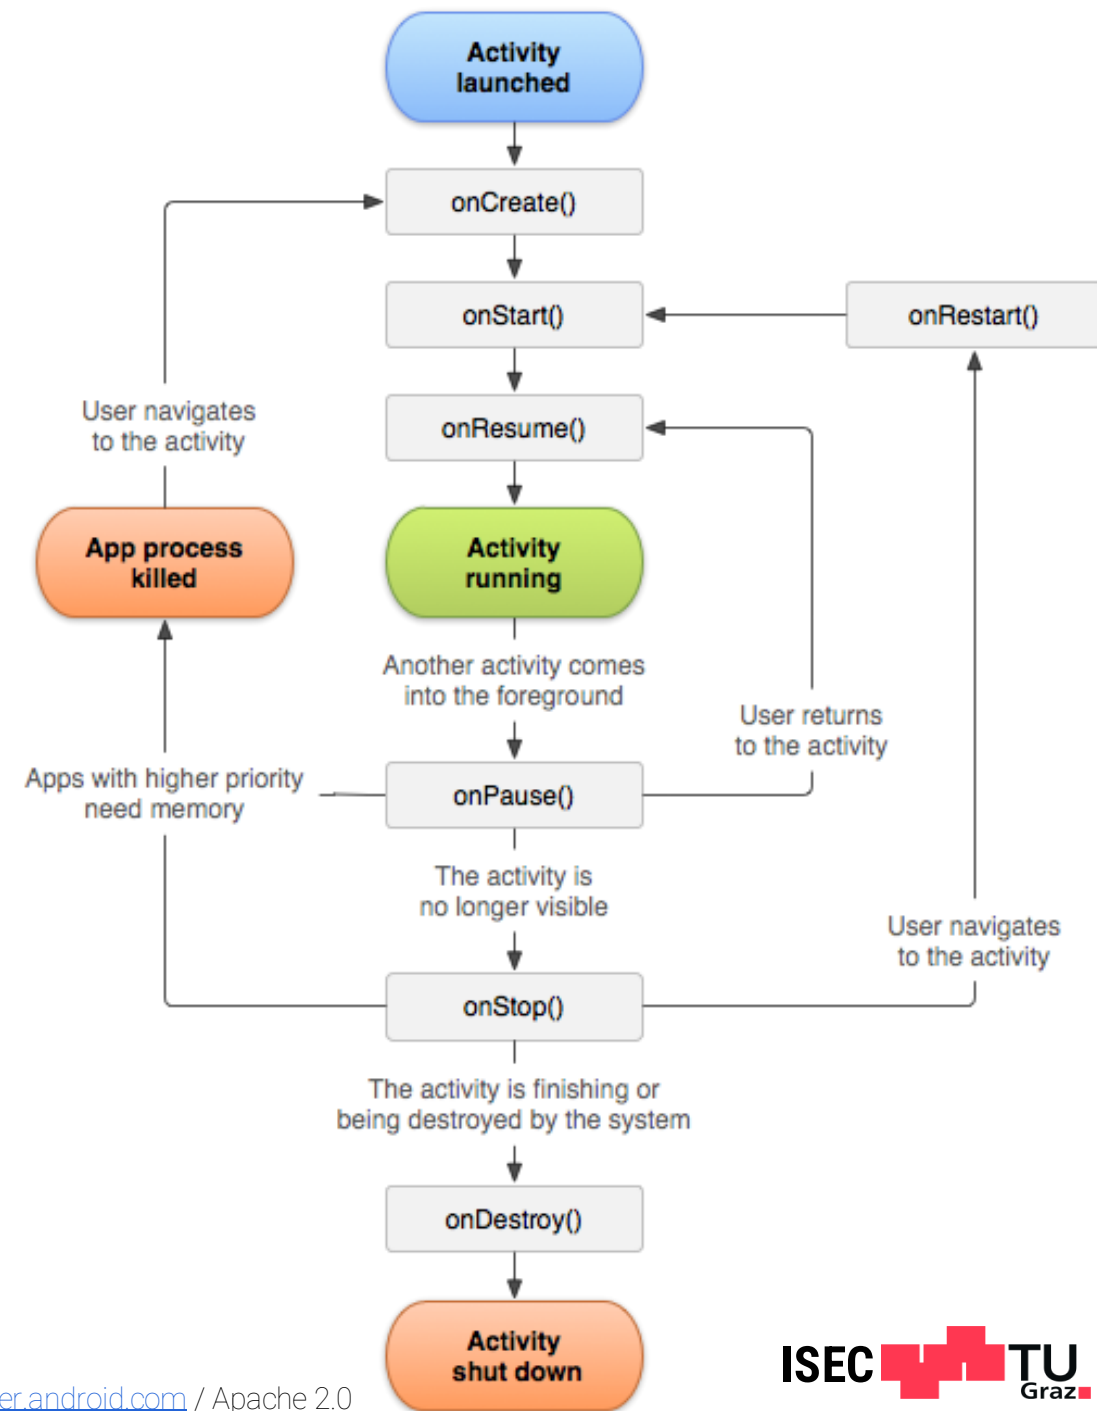 Activity
launched
onCreate()
onStart()
onRestart()
User navigates
to the activity
onResume()
App process
killed
Activity
running
Another activity comes
into the foreground
User returns
to the activity
Apps with higher priority
need memory
onPause()
The activity is
no longer visible
User navigates
to the activity
onStop()
The activity is finishing or
being destroyed by the system
onDestroy()
Activity
shut down
ISEC
TU
Graz
er.android.com / Apache 2.0